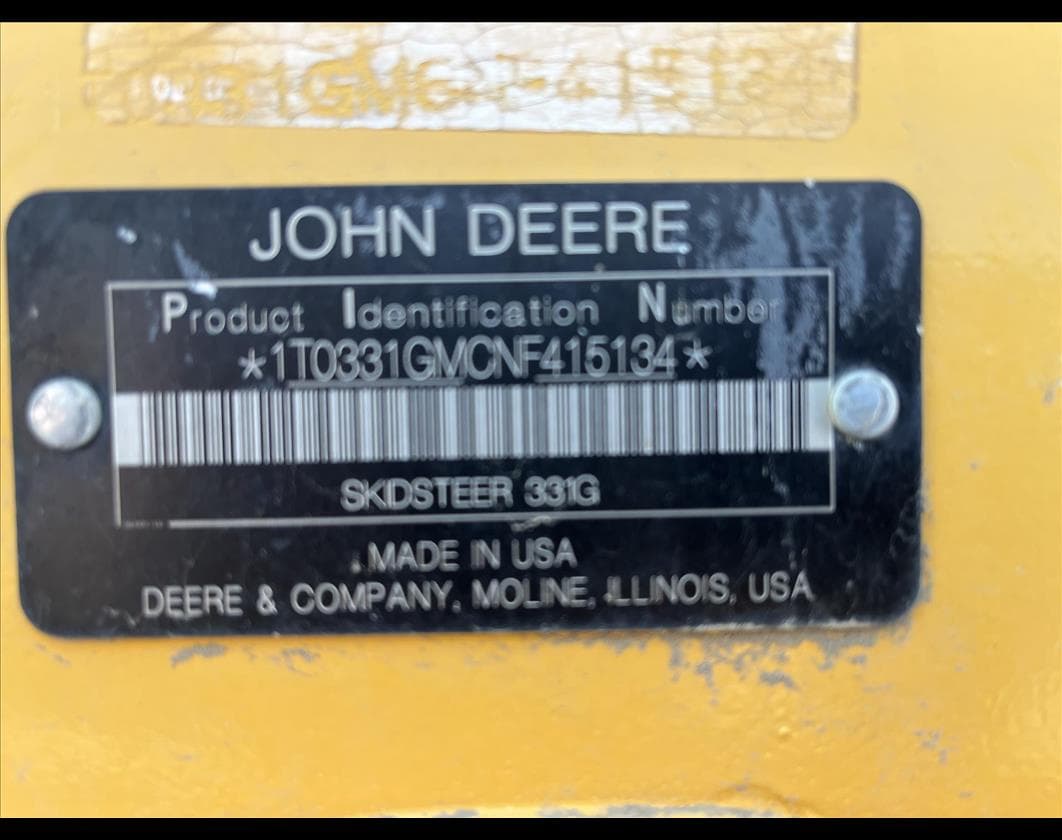 JOHN DEERE
Product Identification Number
*1T0331GMCNF415134*
SKIDSTEER 331G
MADE IN USA
DEERE & COMPANY, MOLINE, ILLINOIS, USA